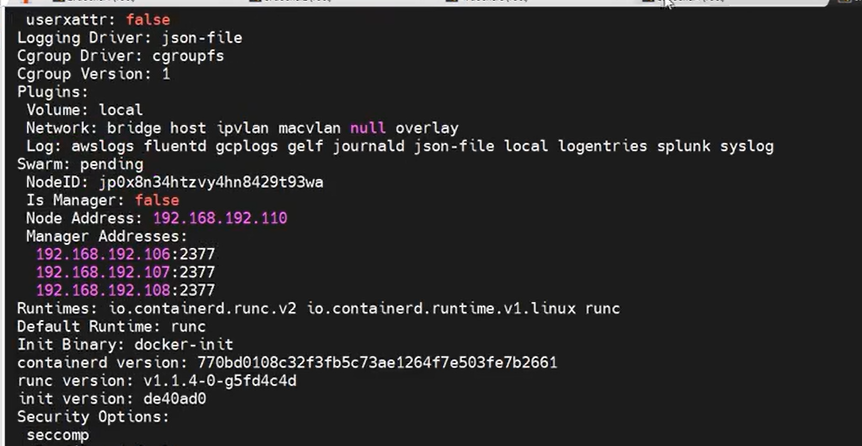 userxattr: false
Logging Driver: json-file
Cgroup Driver: cgroupfs
Cgroup Version: 1
Plugins:
Volume: local
Network: bridge host ipvlan macvlan null overlay
Log: awslogs fluentd gcplogs gelf journald json-file local logentries splunk syslog
Swarm: pending
NodeID: jp0x8n34htzvy4hn8429t93wa
Is Manager: false
Node Address: 192.168.192.110
Manager Addresses:
192.168.192.106:2377
192.168.192.107:2377
192.168.192.108:2377
Runtimes: io.containerd.runc.v2 io.containerd.runtime.v1.linux runc
Default Runtime: runc
Init Binary: docker-init
containerd version: 770bd0108c32f3fb5c73ae1264f7e503fe7b2661
runc version: v1.1.4-0-g5fd4c4d
init version: de40ad0
Security Options:
seccomp